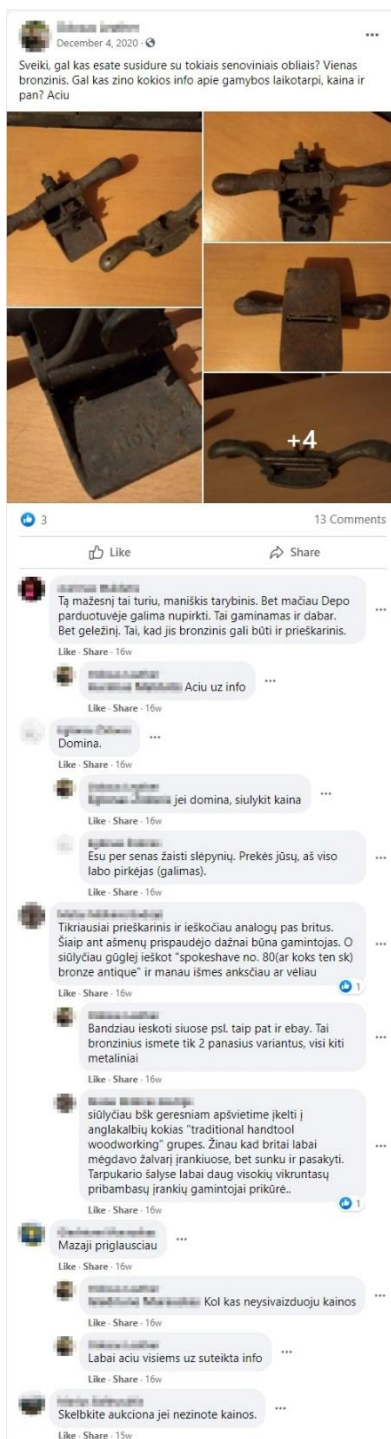 December 4, 2020
Sveiki, gal kas esate susidure su tokiais senoviniais obliais? Vienas
bronzinis. Gal kas zino kokios info apie gamybos laikotarpi, kaina ir
pan? Aciu
+4
3
13 Comments
Like
Share
Tą mažesnį tai turiu, maniškis tarybinis. Bet mačiau Depo
parduotuvėje galima nupirkti. Tai gaminamas ir dabar.
Bet geležinį. Tai, kad jis bronzinis gali būti ir prieškarinis.
Like · Share · 16w
Aciu uz info
Like · Share · 16w
Domina.
Like · Share · 16w
jei domina, siulykit kaina
Like · Share · 16w
Esu per senas žaisti slėpynių. Prekės jūsų, aš viso
labo pirkėjas (galimas).
Like · Share · 16w
Tikriausiai prieškarinis ir ieškočiau analogų pas britus.
Šiaip ant ašmenų prispaudėjo dažnai būna gamintojas. O
siūlyčiau gūglėj ieškot "spokeshave no. 80(ar koks ten sk)
bronze antique" ir manau išmes anksčiau ar vėliau
1
Like · Share · 16w
Bandziau ieskoti siuose psl. taip pat ir ebay. Tai
bronzinius ismete tik 2 panasius variantus, visi kiti
metaliniai
Like · Share · 16w
siūlyčiau bšk geresniam apšvietime įkelti į
anglakalbių kokias "traditional handtool
woodworking" grupes. Žinau kad britai labai
mėgdavo žalvarį įrankiuose, bet sunku ir pasakyti.
Tarpukario šalyse labai daug visokių vikruntasų
pribambasų įrankių gamintojai prikūrė..
1
Like · Share · 16w
Mazaji priglausciau
Like · Share · 16w
Kol kas neysivaizduoju kainos
Like · Share · 16w
Labai aciu visiems uz suteikta info
Like · Share · 16w
Skelbkite aukciona jei nezinote kainos.
Like · Share · 15w